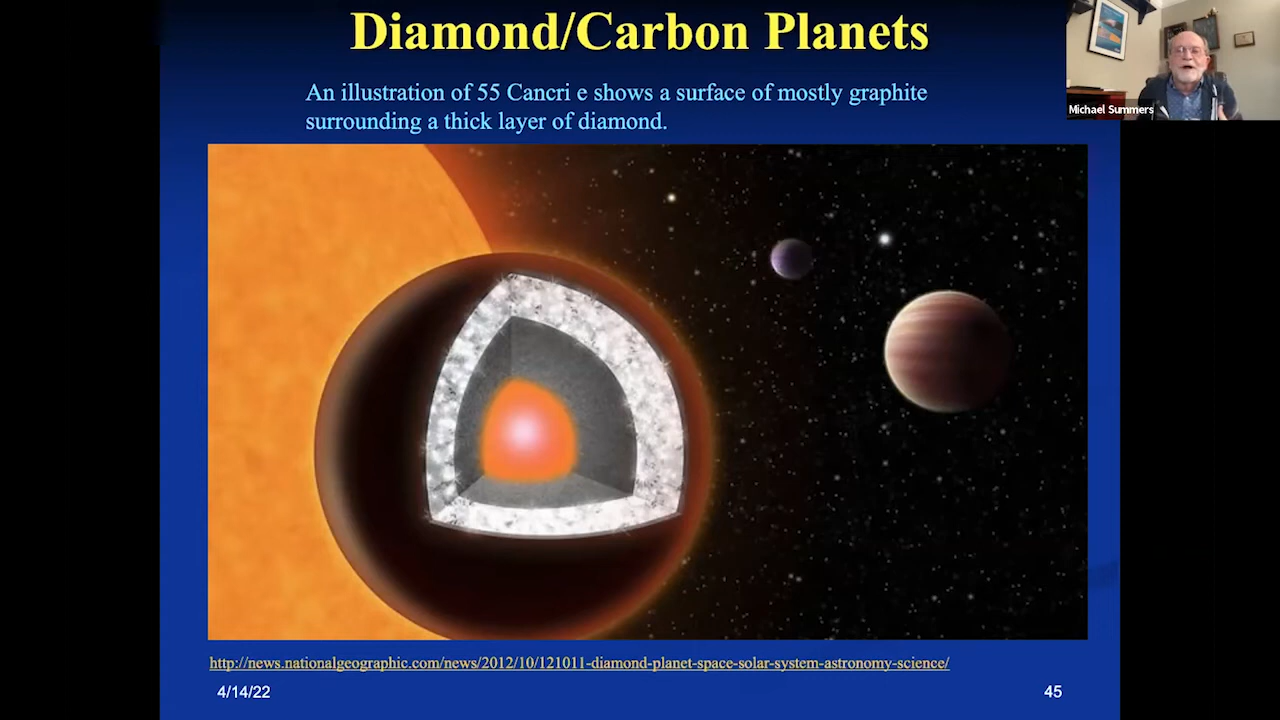 Diamond/Carbon Planets
Michael Summers
An illustration of 55 Cancri e shows a surface of mostly graphite
surrounding a thick layer of diamond.
http://news.nationalgeographic.com/news/2012/10/121011-diamond-planet-space-solar-system-astronomy-science/
4/14/22
45